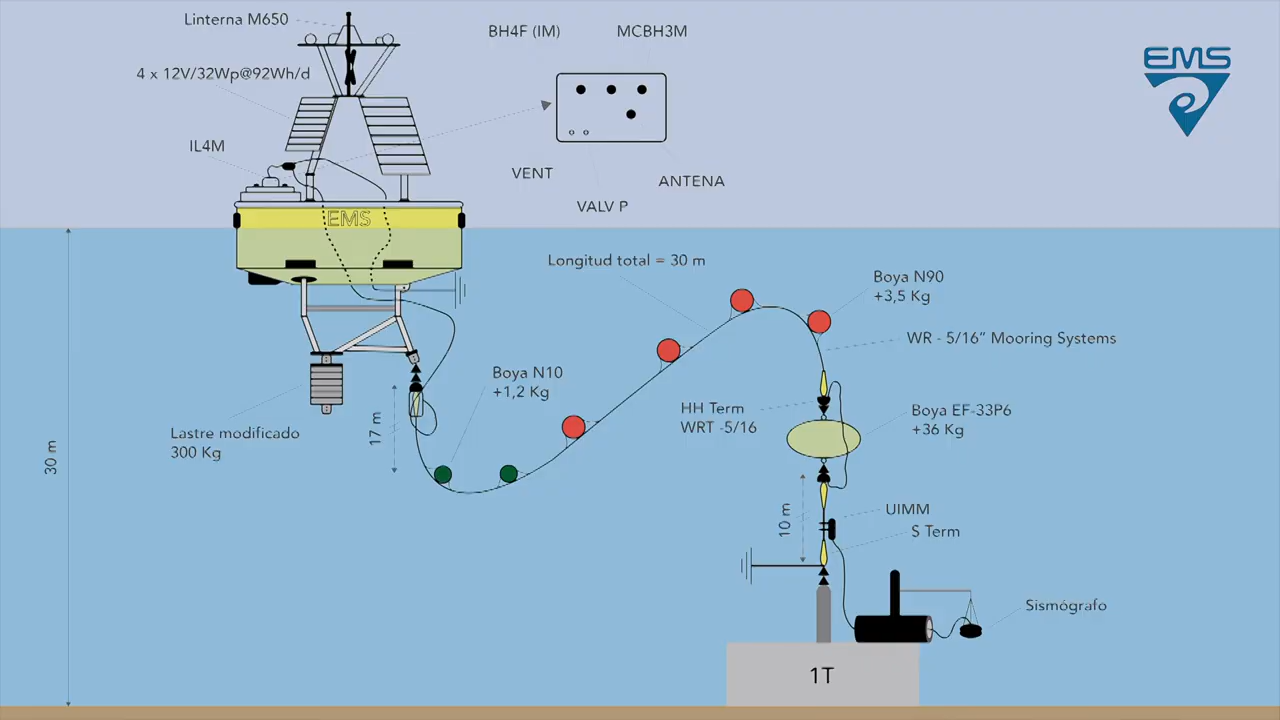 Linterna M650
BH4F (IM)
MCBH3M
EMS
4 x 12V/32Wp@92Wh/d
IL4M
VENT
ANTENA
VALV P
EMS
Longitud total = 30 m
Boya N90
+3,5 Kg
WR - 5/16” Mooring Systems
Boya N10
+1,2 Kg
HH Term
WRT -5/16
Boya EF-33P6
+36 Kg
17 m
Lastre modificado
300 Kg
30 m
10 m
UIMM
S Term
Sismógrafo
1T